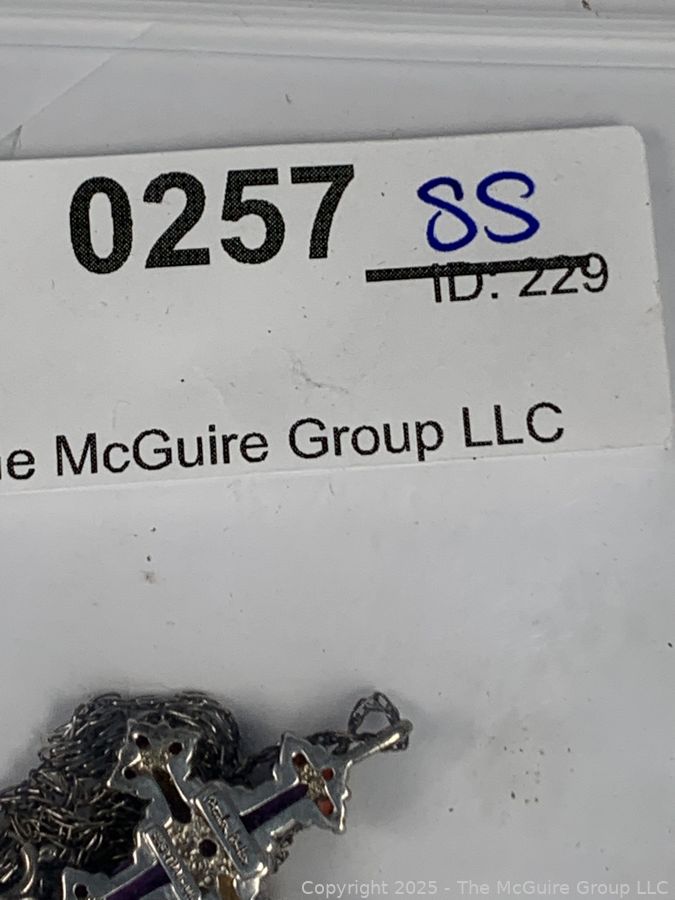 0257
SS
ID: 229
McGuire Group LLC
Copyright 2025 - The McGuire Group LLC